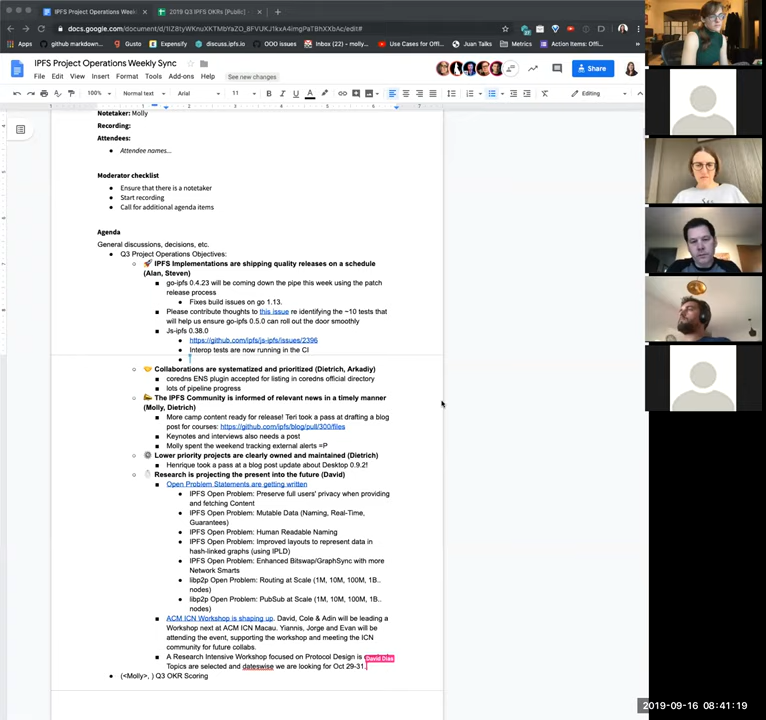 IPFS Project Operations Week
2019 Q3 IPFS OKRs [Public]
docs.google.com/document/d/1IZ8tyWKnuXKTMbYaZO_8FVUKJ1kxA4imgPaTBhXXbAc/edit#
Apps
github markdown...
Gusto
Expensify
discuss.ipfs.io
OOO issues
Inbox (22) - molly...
Use Cases for Offi...
Juan Talks
Metrics
Action Items: Offi...
IPFS Project Operations Weekly Sync
File Edit View Insert Format Tools Add-ons Help See new changes
Share
100% Normal text Arial 11 B I U A Editing
Notetaker: Molly
Recording:
Attendees:
Attendee names...
Moderator checklist
Ensure that there is a notetaker
Start recording
Call for additional agenda items
Agenda
General discussions, decisions, etc.
Q3 Project Operations Objectives:
🚀 IPFS Implementations are shipping quality releases on a schedule
(Alan, Steven)
go-ipfs 0.4.23 will be coming down the pipe this week using the patch
release process
Fixes build issues on go 1.13.
Please contribute thoughts to this issue re identifying the ~10 tests that
will help us ensure go-ipfs 0.5.0 can roll out the door smoothly
Js-ipfs 0.38.0
https://github.com/ipfs/js-ipfs/issues/2396
Interop tests are now running in the CI
🤝 Collaborations are systematized and prioritized (Dietrich, Arkadiy)
coredns ENS plugin accepted for listing in coredns official directory
lots of pipeline progress
The IPFS Community is informed of relevant news in a timely manner
(Molly, Dietrich)
More camp content ready for release! Teri took a pass at drafting a blog
post for courses: https://github.com/ipfs/blog/pull/300/files
Keynotes and interviews also needs a post
Molly spent the weekend tracking external alerts =P
Lower priority projects are clearly owned and maintained (Dietrich)
Henrique took a pass at a blog post update about Desktop 0.9.2!
Research is projecting the present into the future (David)
Open Problem Statements are getting written
IPFS Open Problem: Preserve full users' privacy when providing
and fetching Content
IPFS Open Problem: Mutable Data (Naming, Real-Time,
Guarantees)
IPFS Open Problem: Human Readable Naming
IPFS Open Problem: Improved layouts to represent data in
hash-linked graphs (using IPLD)
IPFS Open Problem: Enhanced Bitswap/GraphSync with more
Network Smarts
libp2p Open Problem: Routing at Scale (1M, 10M, 100M, 1B..
nodes)
libp2p Open Problem: PubSub at Scale (1M, 10M, 100M, 1B..
nodes)
ACM ICN Workshop is shaping up. David, Cole & Adin will be leading a
Workshop next at ACM ICN Macau. Yiannis, Jorge and Evan will be
attending the event, supporting the workshop and meeting the ICN
community for future collabs.
A Research Intensive Workshop focused on Protocol Design is
David Dias
Topics are selected and dateswise we are looking for Oct 29-31.
(<Molly>, ) Q3 OKR Scoring
2019-09-16 08:41:19